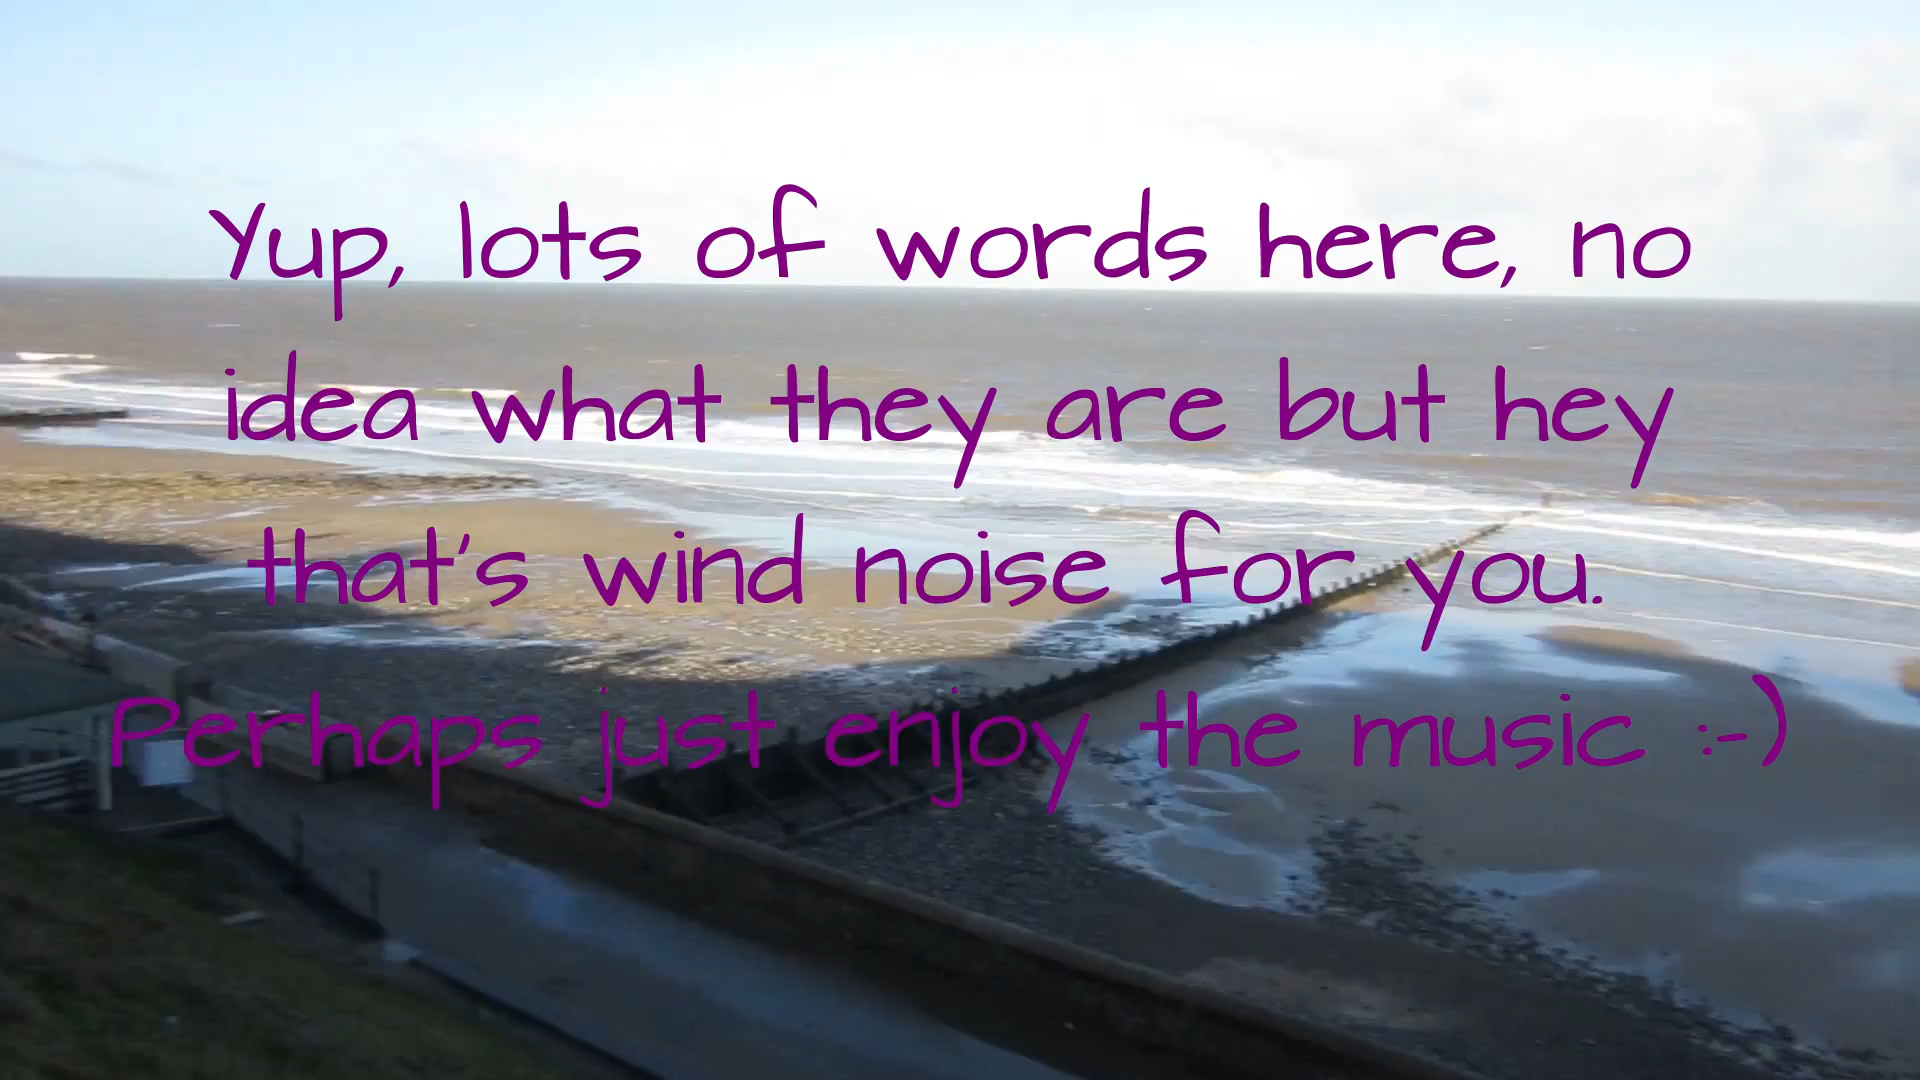 Yup, lots of words here, no
idea what they are but hey
that's wind noise for you.
Perhaps just enjoy the music :-)